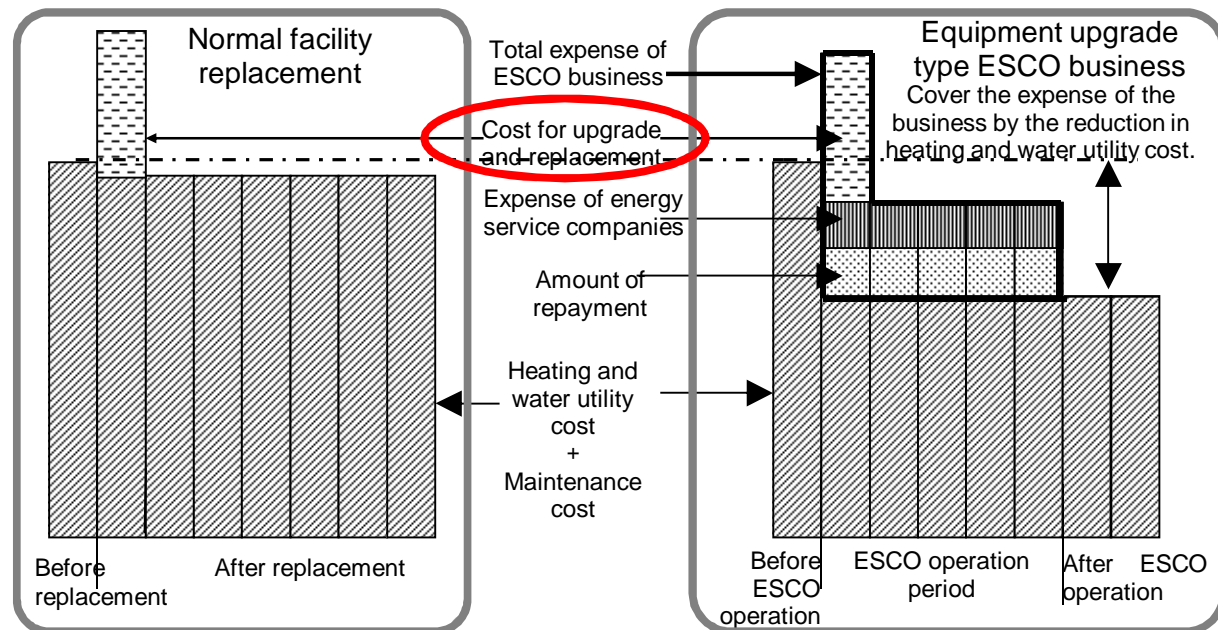 Normal facility
replacement
Total expense of
ESCO business
Cost for upgrade
and replacement
Expense of energy
service companies
Amount of
repayment
Heating and
water utility
cost
+
Maintenance
cost
Before
replacement
After replacement
Equipment upgrade
type ESCO business
Cover the expense of the
business by the reduction in
heating and water utility cost.
Before
ESCO
operation
ESCO operation
period
After ESCO
operation